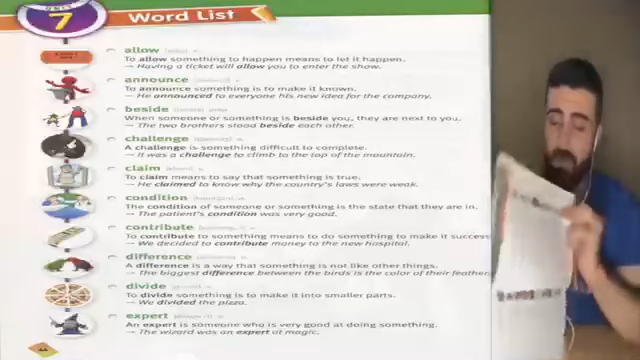 UNIT
7 Word List
allow
To allow something to happen means to let it happen.
→ Having a ticket will allow you to enter the show.
announce
To announce something is to make it known.
→ He announced to everyone his new idea for the company.
beside
When someone or something is beside you, they are next to you.
→ The two brothers stood beside each other.
challenge
A challenge is something difficult to complete.
→ It was a challenge to climb to the top of the mountain.
claim
To claim means to say that something is true.
→ He claimed to know why the country's laws were weak.
condition
The condition of someone or something is the state that they are in.
→ The patient's condition was very good.
contribute
To contribute to something means to do something to make it success
→ We decided to contribute money to the new hospital.
difference
A difference is a way that something is not like other things.
→ The biggest difference between the birds is the color of their feather
divide
To divide something is to make it into smaller parts.
→ We divided the pizza.
expert
An expert is someone who is very good at doing something.
→ The wizard was an expert at magic.